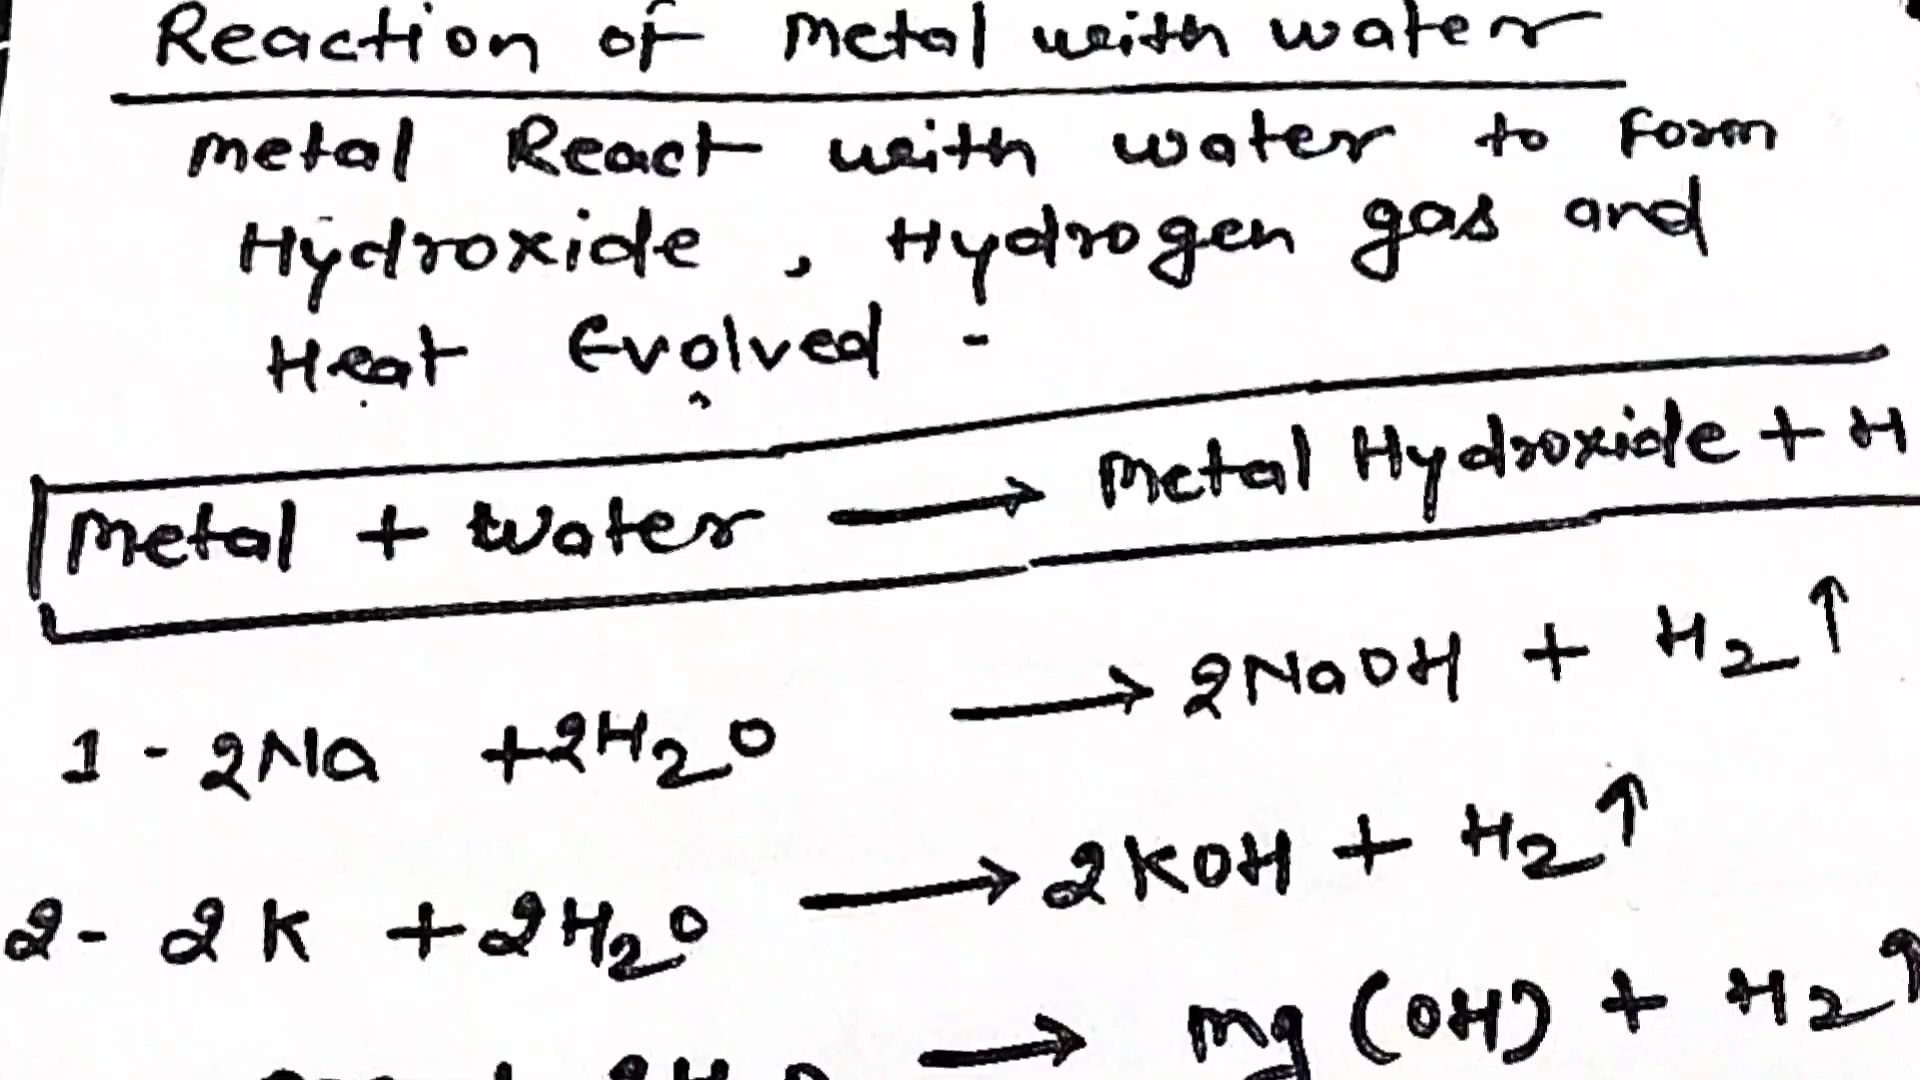 Reaction of Metal with water
Metal React with water to Form
Hydroxide , Hydrogen gas and
Heat Evolved -
Metal + Water → Metal Hydroxide + H
1 - 2Na + 2H₂O → 2NaOH + H₂↑
2 - 2K + 2H₂O → 2KOH + H₂↑
→ Mg (OH) + H₂↑